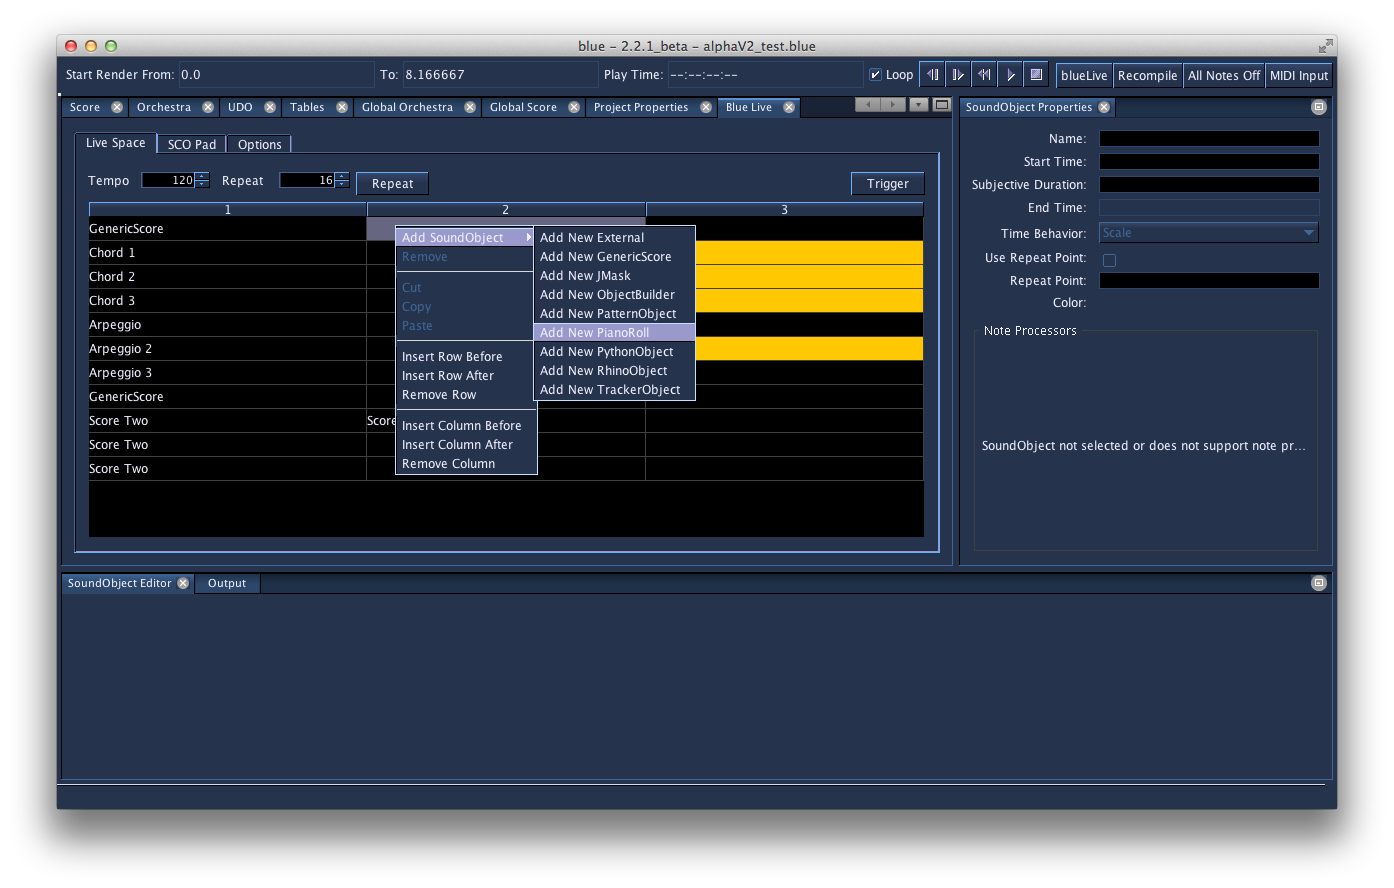 blue - 2.2.1_beta - alphaV2_test.blue
Start Render From: 0.0 To: 8.166667 Play Time: --:--:--:-- Loop blueLive Recompile All Notes Off MIDI Input
Score Orchestra UDO Tables Global Orchestra Global Score Project Properties Blue Live
Live Space SCO Pad Options
Tempo 120 Repeat 16 Repeat Trigger
1 2 3
GenericScore
Chord 1
Chord 2
Chord 3
Arpeggio
Arpeggio 2
Arpeggio 3
GenericScore
Score Two Score
Score Two
Score Two
Add SoundObject
Remove
Cut
Copy
Paste
Insert Row Before
Insert Row After
Remove Row
Insert Column Before
Insert Column After
Remove Column
Add New External
Add New GenericScore
Add New JMask
Add New ObjectBuilder
Add New PatternObject
Add New PianoRoll
Add New PythonObject
Add New RhinoObject
Add New TrackerObject
SoundObject Properties
Name:
Start Time:
Subjective Duration:
End Time:
Time Behavior: Scale
Use Repeat Point:
Repeat Point:
Color:
Note Processors
SoundObject not selected or does not support note pr...
SoundObject Editor Output